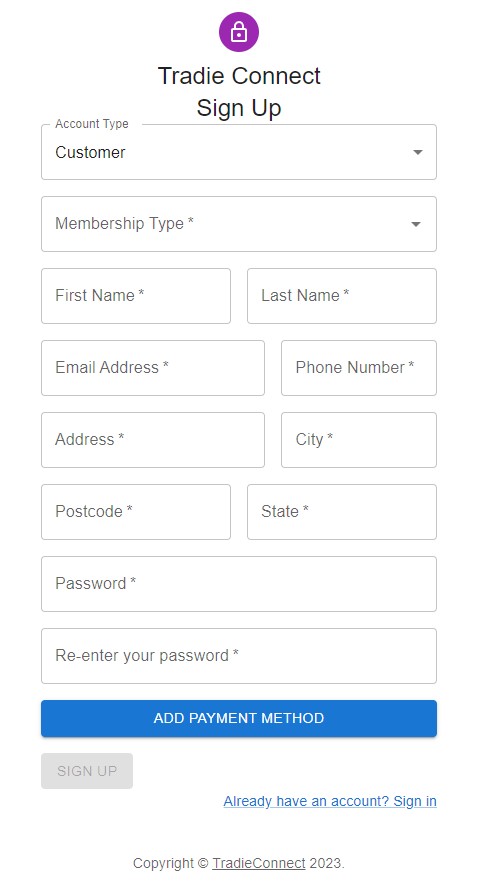 Tradie Connect
Sign Up
Account Type
Customer
Membership Type *
First Name *
Last Name *
Email Address *
Phone Number *
Address *
City *
Postcode *
State *
Password *
Re-enter your password *
ADD PAYMENT METHOD
SIGN UP
Already have an account? Sign in
Copyright © TradieConnect 2023.